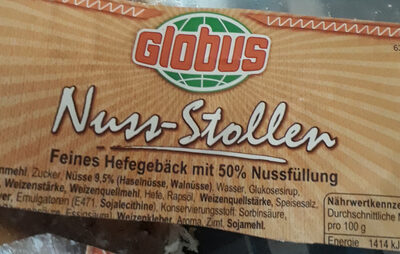 Globus
Nuss-Stollen
Feines Hefegebäck mit 50% Nussfüllung
Zucker, Nüsse 9,5% (Haselnüsse, Walnüsse), Wasser, Glukosesirup,
Weizenstärke, Weizenquellmehl, Hefe, Rapsöl, Weizenquellstärke, Speisesalz,
Emulgatoren (E471, Sojalecithine), Konservierungsstoff: Sorbinsäure,
Weizenkleber, Aroma, Zimt, Sojamehl.
Nährwertkennze
Durchschnittliche
pro 100 g
Energie 1414 kJ